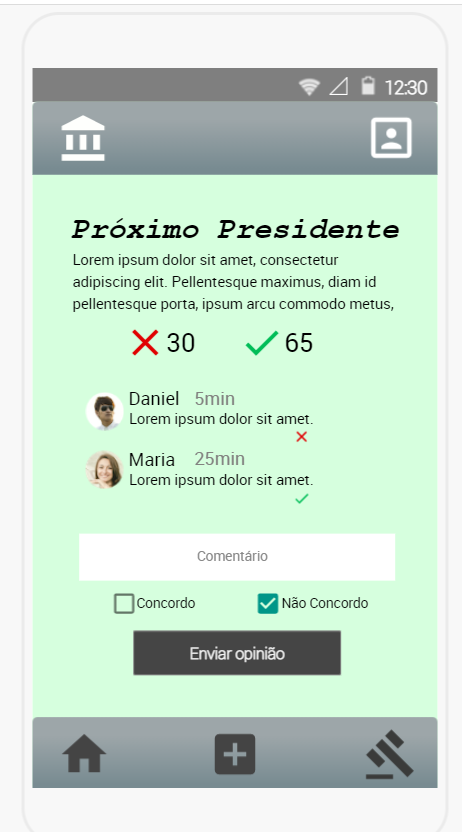 12:30
Próximo Presidente
Lorem ipsum dolor sit amet, consectetur
adipiscing elit. Pellentesque maximus, diam id
pellentesque porta, ipsum arcu commodo metus,
30 65
Daniel 5min
Lorem ipsum dolor sit amet.
Maria 25min
Lorem ipsum dolor sit amet.
Comentário
Concordo Não Concordo
Enviar opinião